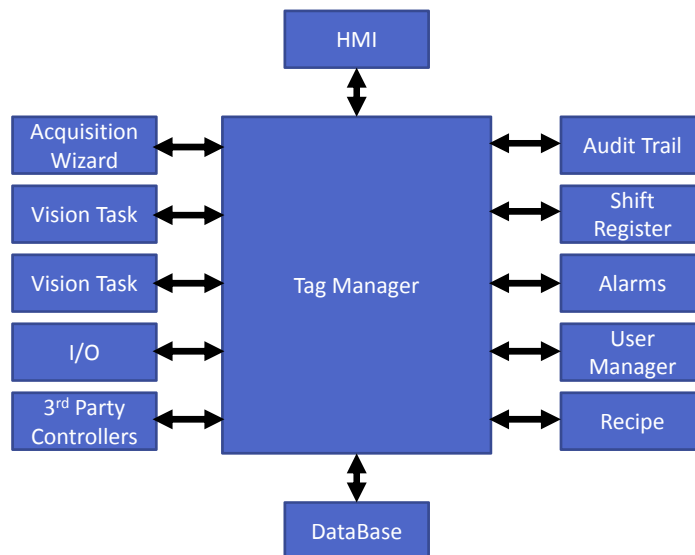 HMI
Acquisition
Wizard
Vision Task
Vision Task
I/O
3rd Party
Controllers
Tag Manager
Audit Trail
Shift
Register
Alarms
User
Manager
Recipe
DataBase